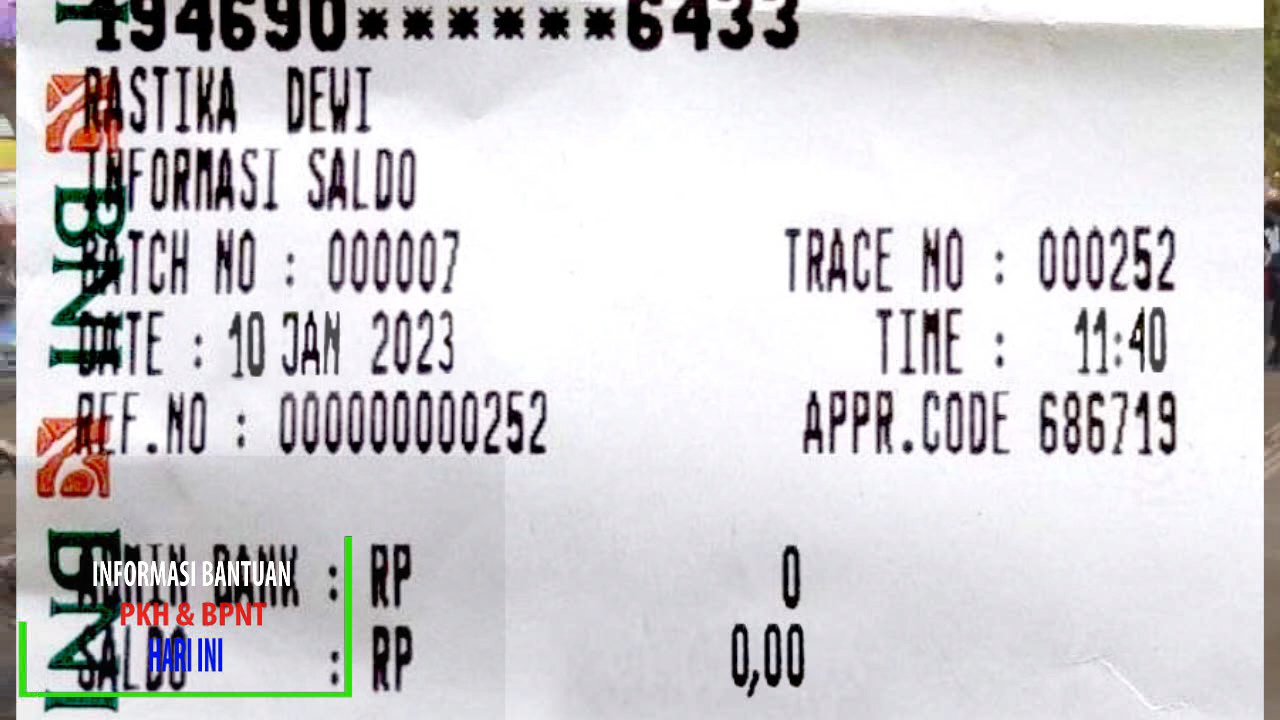 194690******6433
RASTIKA DEWI
INFORMASI SALDO
BATCH NO : 000007 TRACE NO : 000252
DATE : 10 JAN 2023 TIME : 11:40
REF.NO : 000000000252 APPR.CODE 686719
ADMIN BANK : RP 0
SALDO : RP 0,00
BNI
BNI
INFORMASI BANTUAN
PKH & BPNT
HARI INI